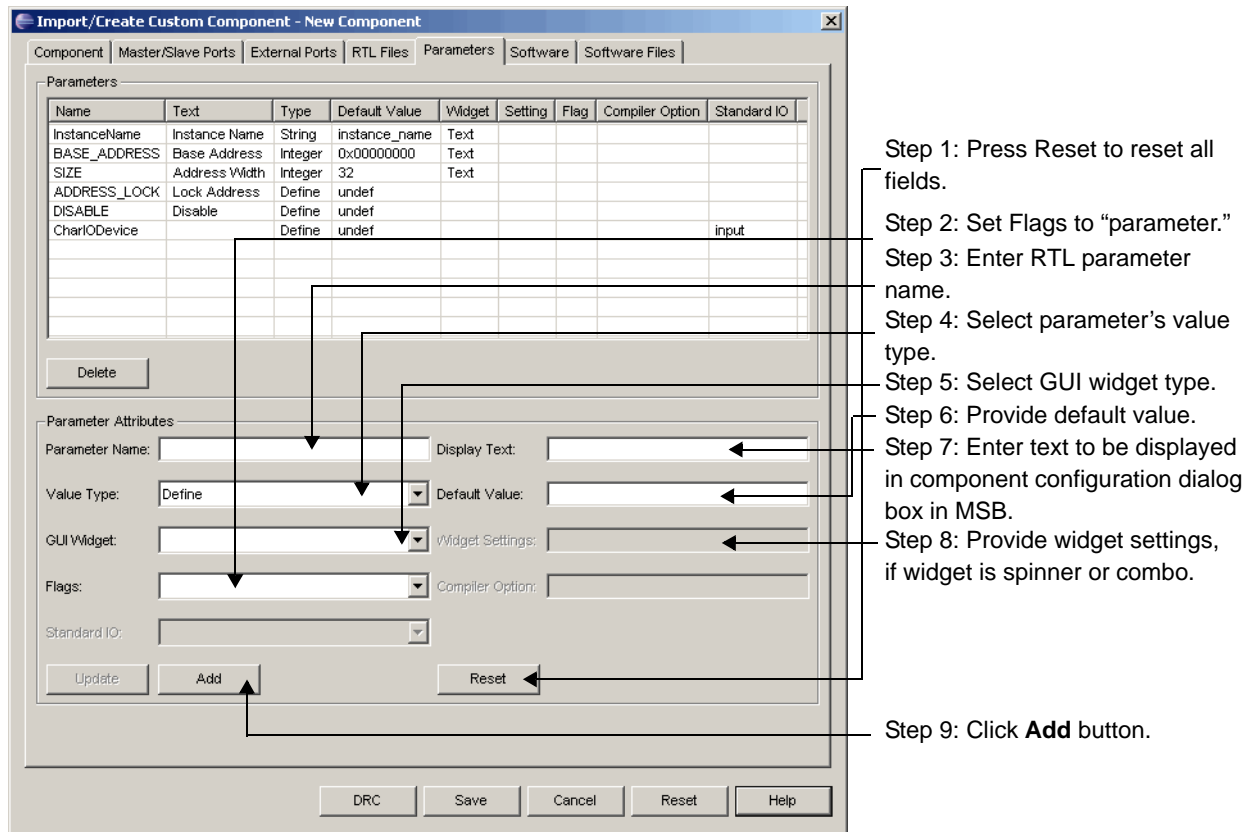 Import/Create Custom Component - New Component
Component Master/Slave Ports External Ports RTL Files Parameters Software Software Files
Parameters
Name Text Type Default Value Widget Setting Flag Compiler Option Standard IO
InstanceName Instance Name String instance_name Text
BASE_ADDRESS Base Address Integer 0x00000000 Text
SIZE Address Width Integer 32 Text
ADDRESS_LOCK Lock Address Define undef
DISABLE Disable Define undef
CharIODevice Define undef input
Delete
Parameter Attributes
Parameter Name: Display Text:
Value Type: Define Default Value:
GUI Widget: Widget Settings:
Flags: Compiler Option:
Standard IO:
Update Add Reset
DRC Save Cancel Reset Help
Step 1: Press Reset to reset all
fields.
Step 2: Set Flags to “parameter.”
Step 3: Enter RTL parameter
name.
Step 4: Select parameter’s value
type.
Step 5: Select GUI widget type.
Step 6: Provide default value.
Step 7: Enter text to be displayed
in component configuration dialog
box in MSB.
Step 8: Provide widget settings,
if widget is spinner or combo.
Step 9: Click Add button.